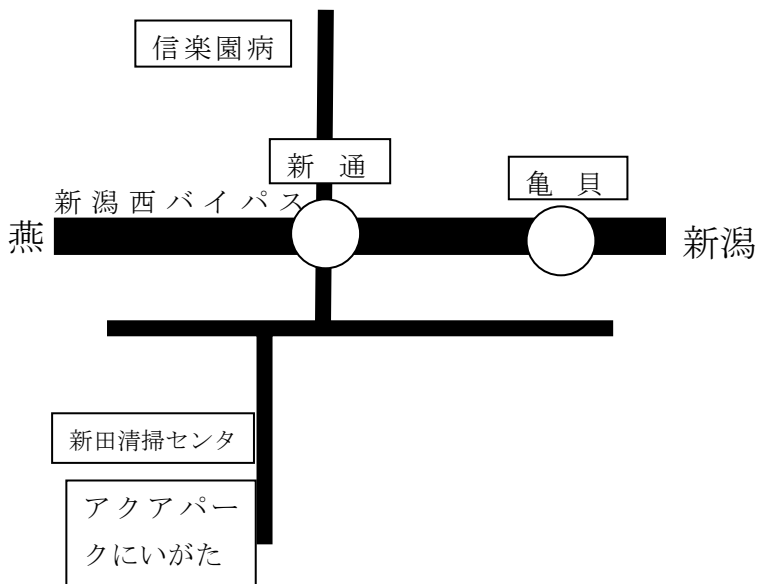 信楽園病
新 通
亀 貝
新潟西バイパス
燕
新潟
新田清掃センタ
アクアパー
クにいがた